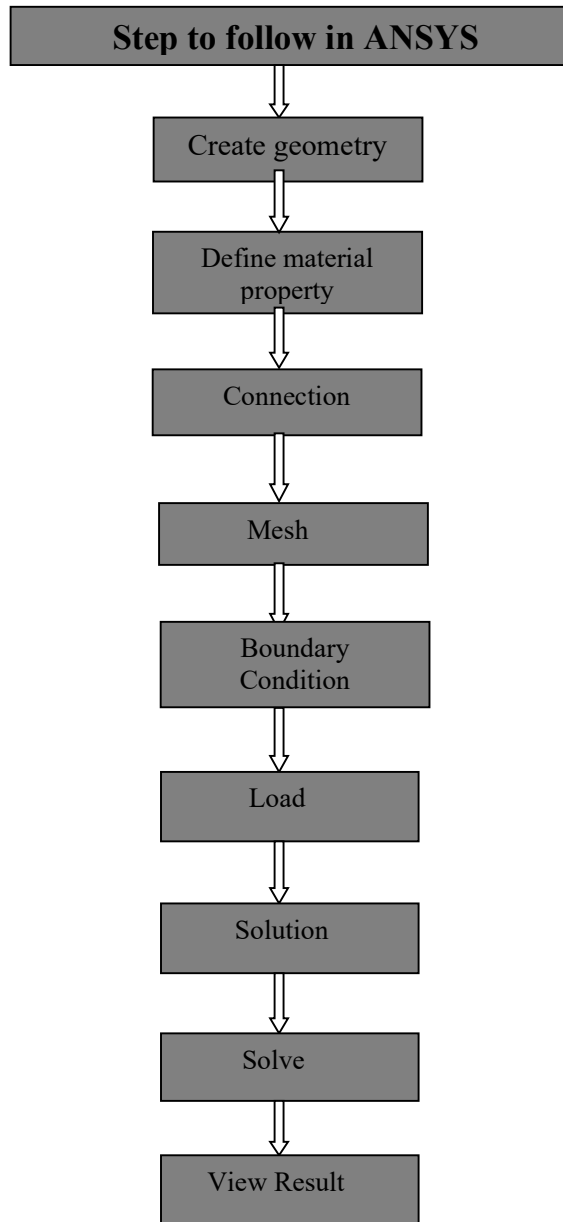 Step to follow in ANSYS
Create geometry
Define material
property
Connection
Mesh
Boundary
Condition
Load
Solution
Solve
View Result